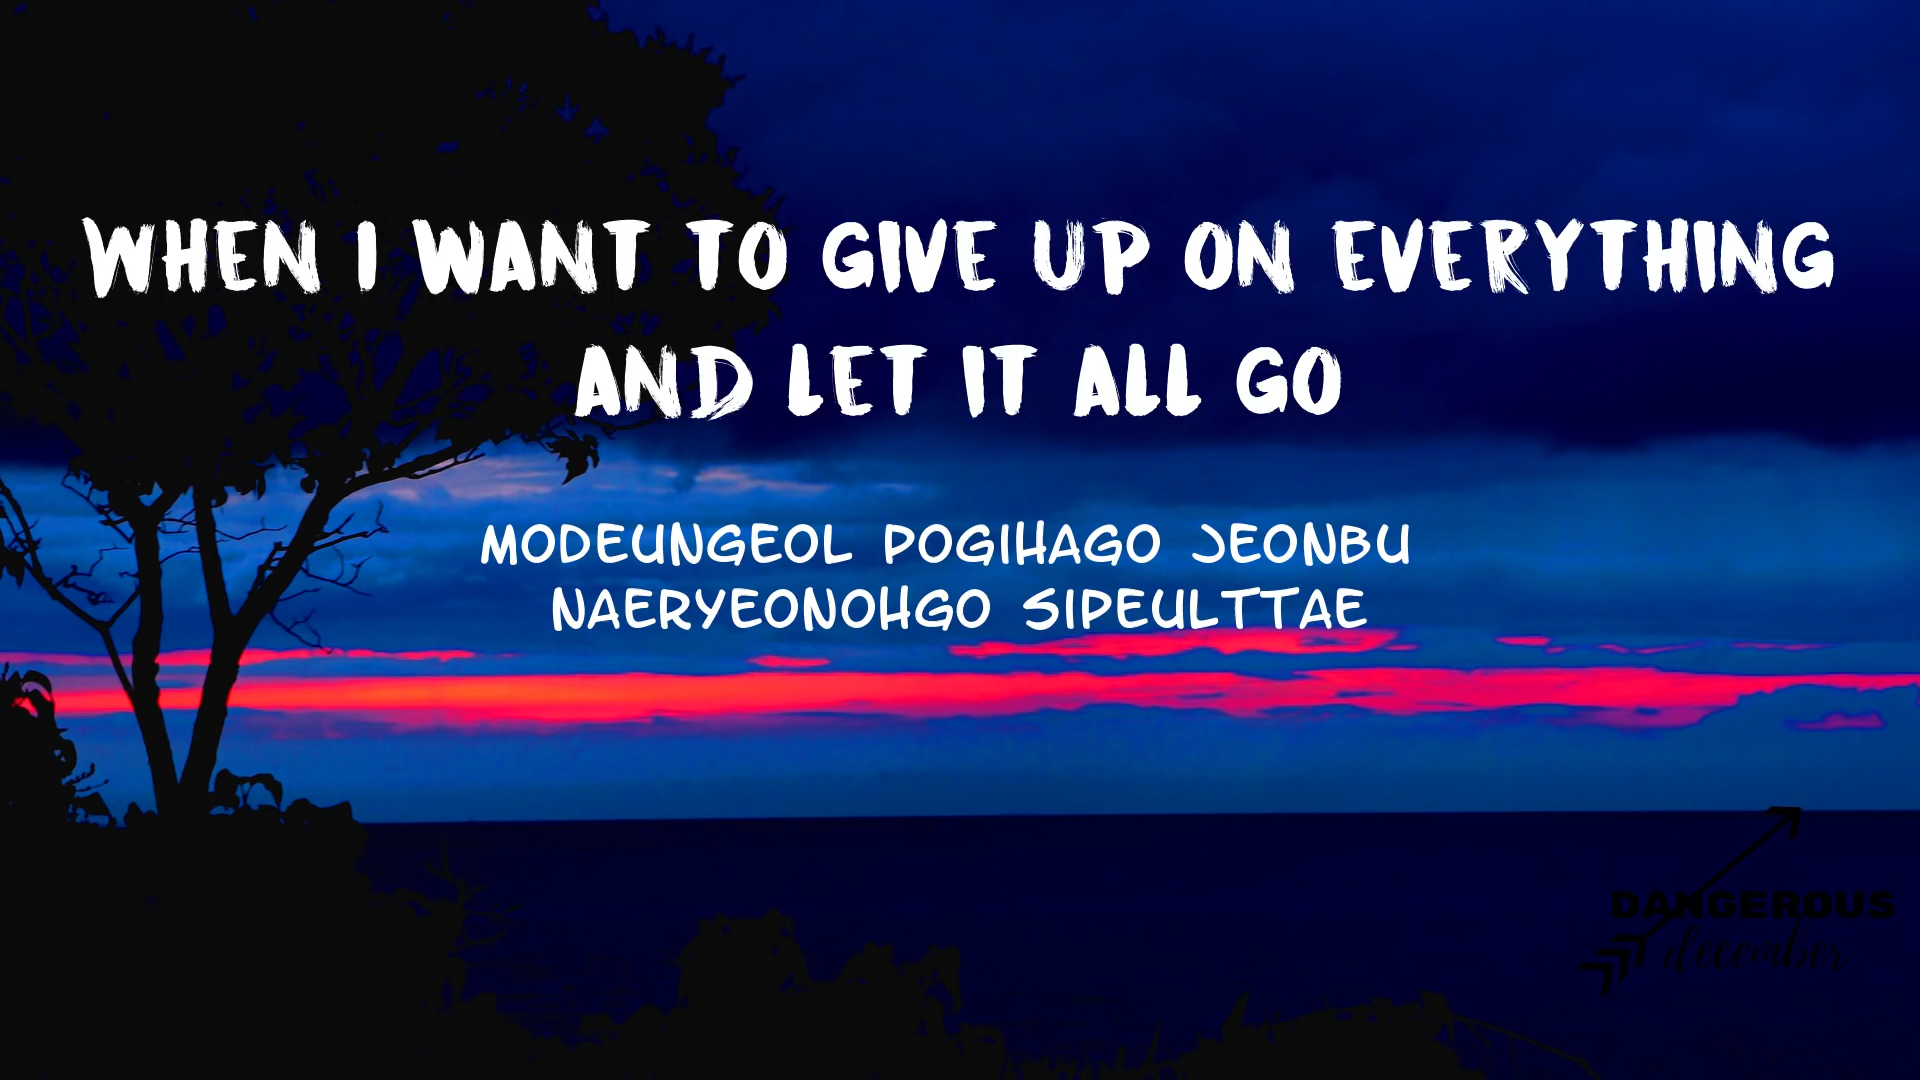 WHEN I WANT TO GIVE UP ON EVERYTHING
AND LET IT ALL GO
MODEUNGEOL POGIHAGO JEONBU
NAERYEONOHGO SIPEULTTAE
DANGEROUS
december